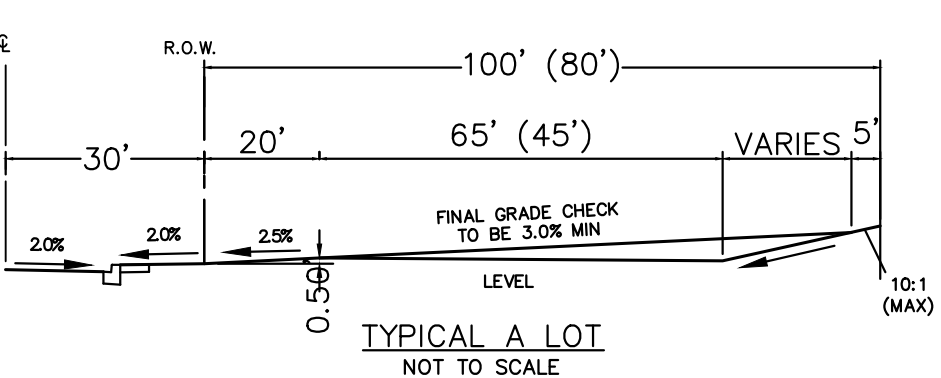 ℄
R.O.W.
100' (80')
30'
20'
65' (45')
VARIES
5'
2.0%
2.0%
2.5%
FINAL GRADE CHECK
TO BE 3.0% MIN
0.50'
LEVEL
10:1
(MAX)
TYPICAL A LOT
NOT TO SCALE